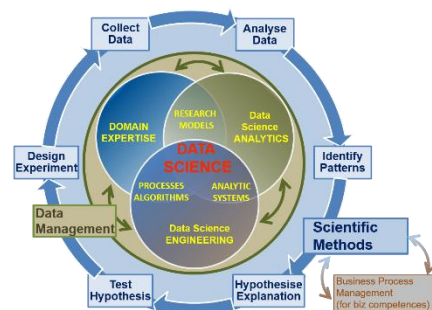 Collect
Data
Analyse
Data
RESEARCH
MODELS
DOMAIN
EXPERTISE
Data
Science
ANALYTICS
DATA
SCIENCE
Design
Experiment
Identify
Patterns
PROCESSES
ALGORITHMS
ANALYTIC
SYSTEMS
Data
Management
Data Science
ENGINEERING
Scientific
Methods
Test
Hypothesis
Hypothesise
Explanation
Business Process
Management
(for biz competences)